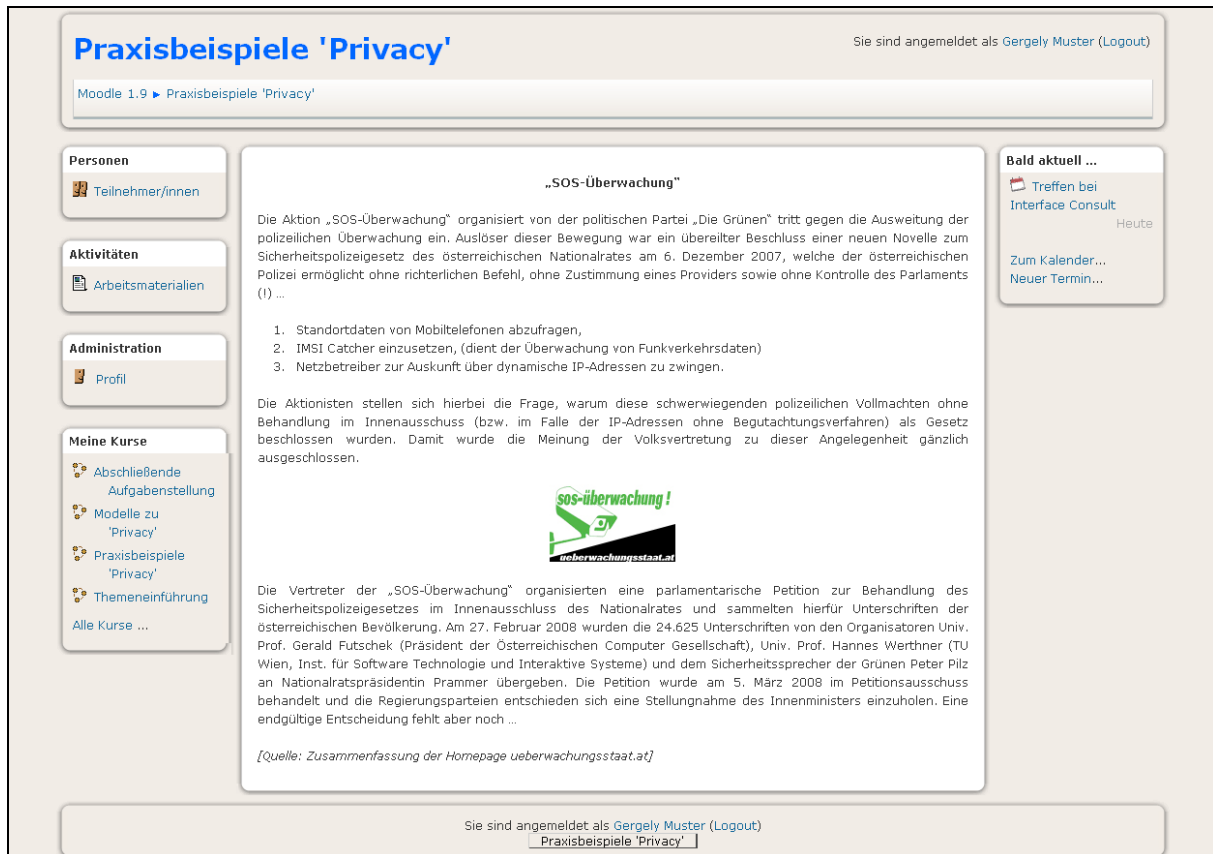 Praxisbeispiele 'Privacy'
Sie sind angemeldet als Gergely Muster (Logout)
Moodle 1.9 ► Praxisbeispiele 'Privacy'
Personen
Teilnehmer/innen
Aktivitäten
Arbeitsmaterialien
Administration
Profil
Meine Kurse
Abschließende
Aufgabenstellung
Modelle zu
'Privacy'
Praxisbeispiele
'Privacy'
Themeneinführung
Alle Kurse ...
„SOS-Überwachung“
Die Aktion „SOS-Überwachung“ organisiert von der politischen Partei „Die Grünen“ tritt gegen die Ausweitung der
polizeilichen Überwachung ein. Auslöser dieser Bewegung war ein übereilter Beschluss einer neuen Novelle zum
Sicherheitspolizeigesetz des österreichischen Nationalrates am 6. Dezember 2007, welche der österreichischen
Polizei ermöglicht ohne richterlichen Befehl, ohne Zustimmung eines Providers sowie ohne Kontrolle des Parlaments
(!) …
1. Standortdaten von Mobiltelefonen abzufragen,
2. IMSI Catcher einzusetzen, (dient der Überwachung von Funkverkehrsdaten)
3. Netzbetreiber zur Auskunft über dynamische IP-Adressen zu zwingen.
Die Aktionisten stellen sich hierbei die Frage, warum diese schwerwiegenden polizeilichen Vollmachten ohne
Behandlung im Innenausschuss (bzw. im Falle der IP-Adressen ohne Begutachtungsverfahren) als Gesetz
beschlossen wurden. Damit wurde die Meinung der Volksvertretung zu dieser Angelegenheit gänzlich
ausgeschlossen.
sos-überwachung !
ueberwachungsstaat.at
Die Vertreter der „SOS-Überwachung“ organisierten eine parlamentarische Petition zur Behandlung des
Sicherheitspolizeigesetzes im Innenausschluss des Nationalrates und sammelten hierfür Unterschriften der
österreichischen Bevölkerung. Am 27. Februar 2008 wurden die 24.625 Unterschriften von den Organisatoren Univ.
Prof. Gerald Futschek (Präsident der Österreichischen Computer Gesellschaft), Univ. Prof. Hannes Werthner (TU
Wien, Inst. für Software Technologie und Interaktive Systeme) und dem Sicherheitssprecher der Grünen Peter Pilz
an Nationalratspräsidentin Prammer übergeben. Die Petition wurde am 5. März 2008 im Petitionsausschuss
behandelt und die Regierungsparteien entschieden sich eine Stellungnahme des Innenministers einzuholen. Eine
endgültige Entscheidung fehlt aber noch …
[Quelle: Zusammenfassung der Homepage ueberwachungsstaat.at]
Bald aktuell ...
Treffen bei
Interface Consult
Heute
Zum Kalender...
Neuer Termin...
Sie sind angemeldet als Gergely Muster (Logout)
Praxisbeispiele 'Privacy'